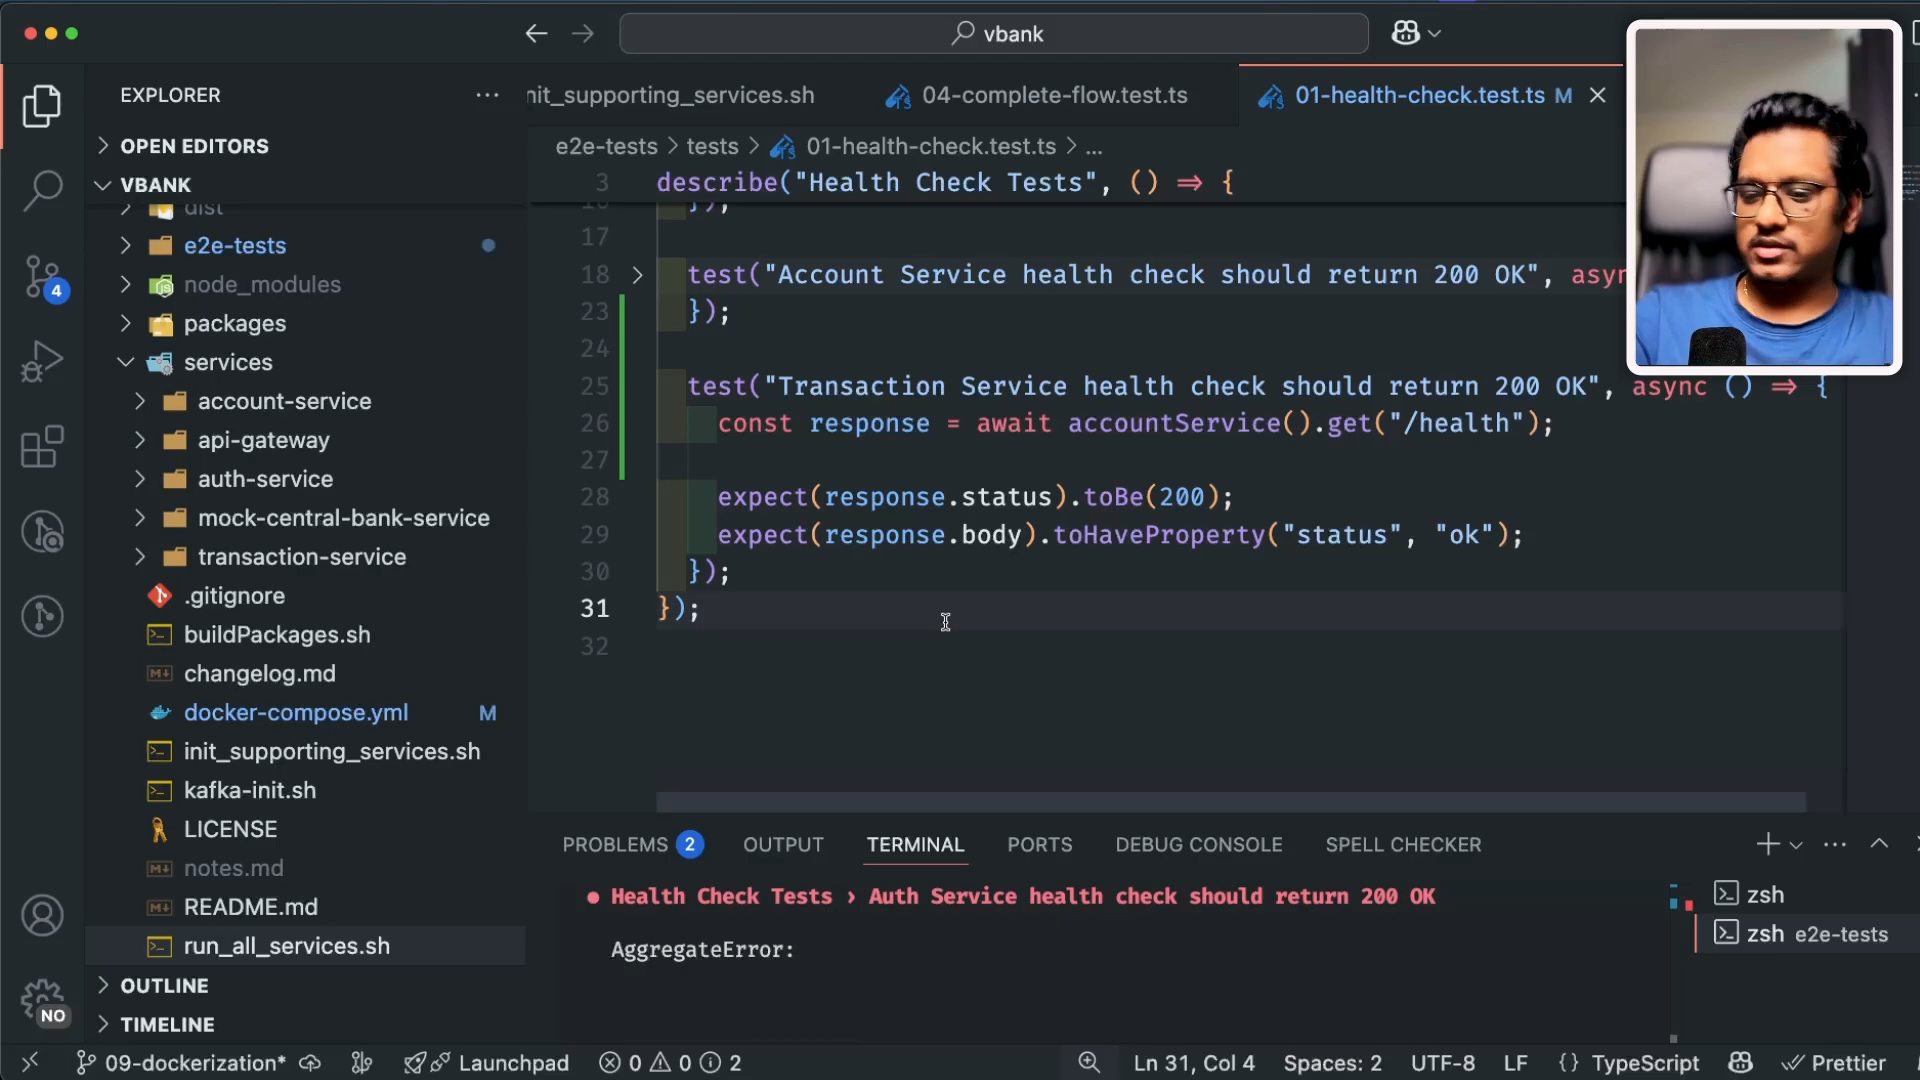 vbank
EXPLORER
nit_supporting_services.sh
04-complete-flow.test.ts
01-health-check.test.ts M
OPEN EDITORS
e2e-tests > tests > 01-health-check.test.ts > ...
VBANK
3 describe("Health Check Tests", () => {
dist
16 });
17
e2e-tests
18 test("Account Service health check should return 200 OK", asyn
node_modules
23 });
packages
24
services
25 test("Transaction Service health check should return 200 OK", async () => {
account-service
26 const response = await accountService().get("/health");
api-gateway
27
auth-service
28 expect(response.status).toBe(200);
mock-central-bank-service
29 expect(response.body).toHaveProperty("status", "ok");
transaction-service
30 });
.gitignore
31 });
buildPackages.sh
32
changelog.md
docker-compose.yml M
init_supporting_services.sh
kafka-init.sh
LICENSE
notes.md
README.md
run_all_services.sh
OUTLINE
TIMELINE
4
NO
PROBLEMS 2 OUTPUT TERMINAL PORTS DEBUG CONSOLE SPELL CHECKER
● Health Check Tests › Auth Service health check should return 200 OK
AggregateError:
zsh
zsh e2e-tests
09-dockerization* Launchpad 0 0 2 Ln 31, Col 4 Spaces: 2 UTF-8 LF {} TypeScript Prettier